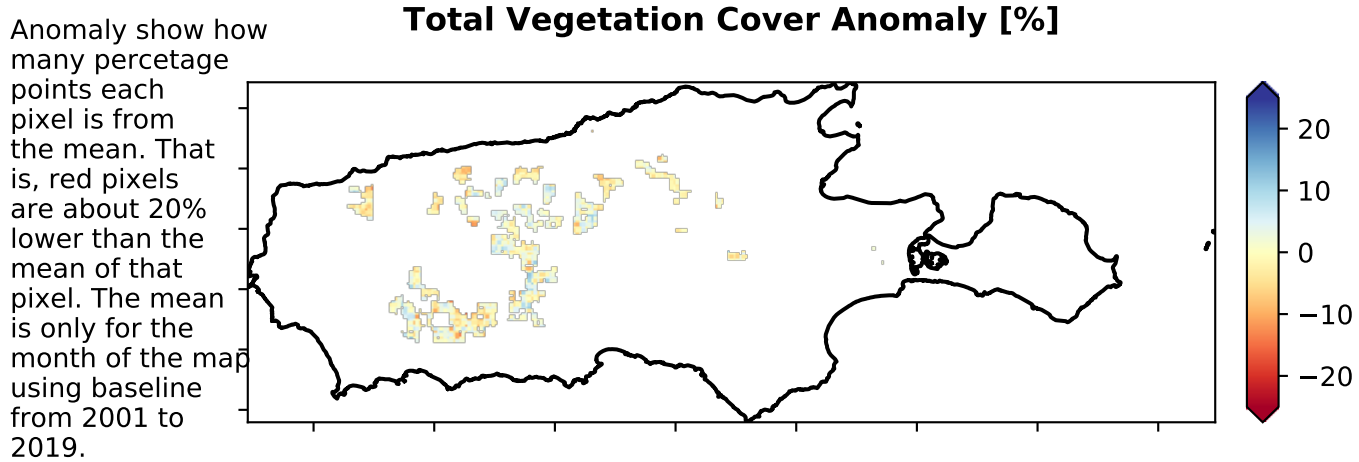 Total Vegetation Cover Anomaly [%]
Anomaly show how
many percetage
points each
pixel is from
the mean. That
is, red pixels
are about 20%
lower than the
mean of that
pixel. The mean
is only for the
month of the map
using baseline
from 2001 to
2019.
20
10
0
−10
−20